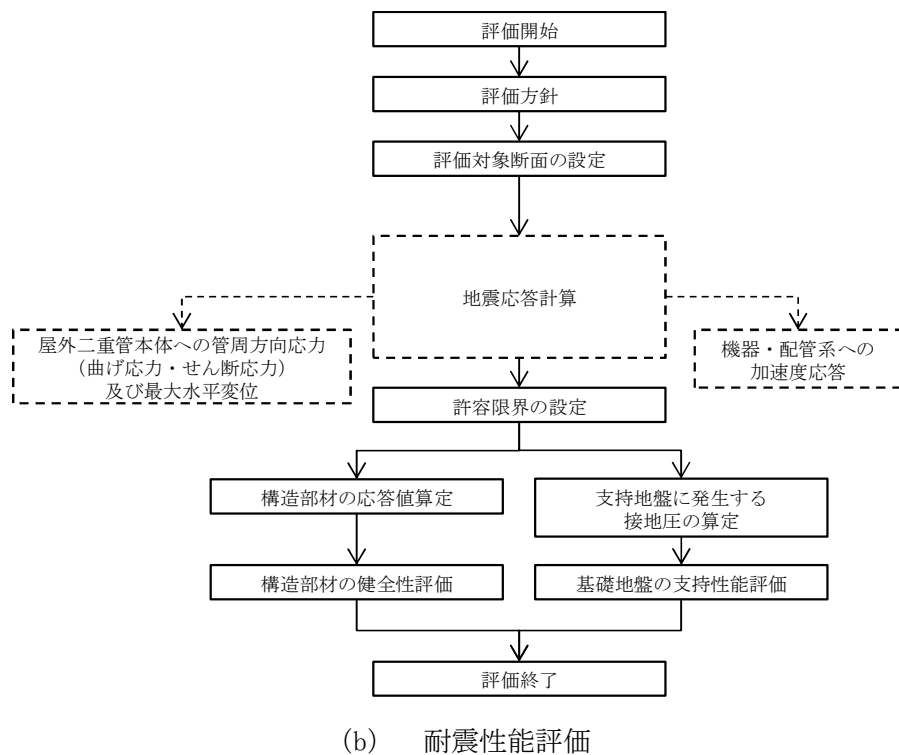 評価開始
評価方針
評価対象断面の設定
地震応答計算
屋外二重管本体への管周方向応力
(曲げ応力・せん断応力)
及び最大水平変位
機器・配管系への
加速度応答
許容限界の設定
構造部材の応答値算定
支持地盤に発生する
接地圧の算定
構造部材の健全性評価
基礎地盤の支持性能評価
評価終了
(b) 耐震性能評価